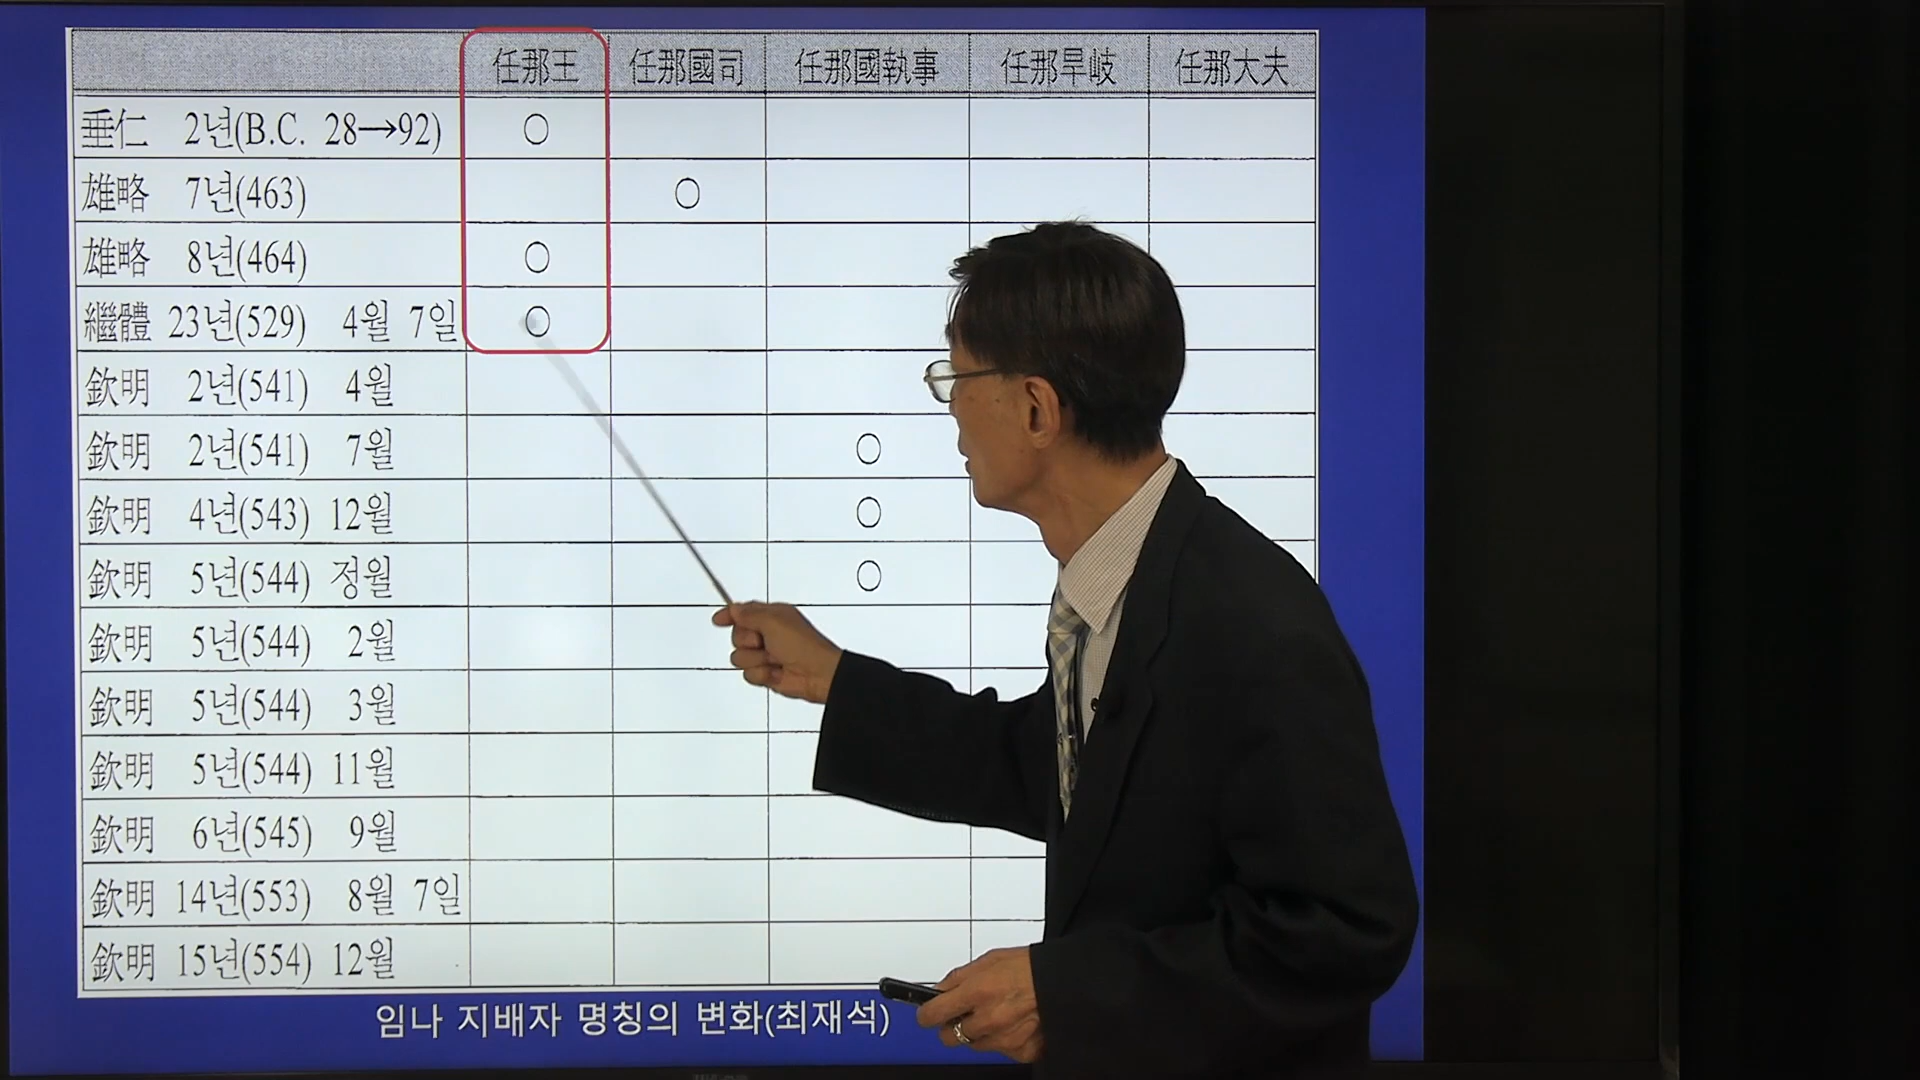 任那王 任那國司 任那國執事 任那旱岐 任那大夫
垂仁 2년(B.C. 28→92) ○
雄略 7년(463) ○
雄略 8년(464) ○
繼體 23년(529) 4월 7일 ○
欽明 2년(541) 4월
欽明 2년(541) 7월 ○
欽明 4년(543) 12월 ○
欽明 5년(544) 정월 ○
欽明 5년(544) 2월
欽明 5년(544) 3월
欽明 5년(544) 11월
欽明 6년(545) 9월
欽明 14년(553) 8월 7일
欽明 15년(554) 12월
임나 지배자 명칭의 변화(최재석)